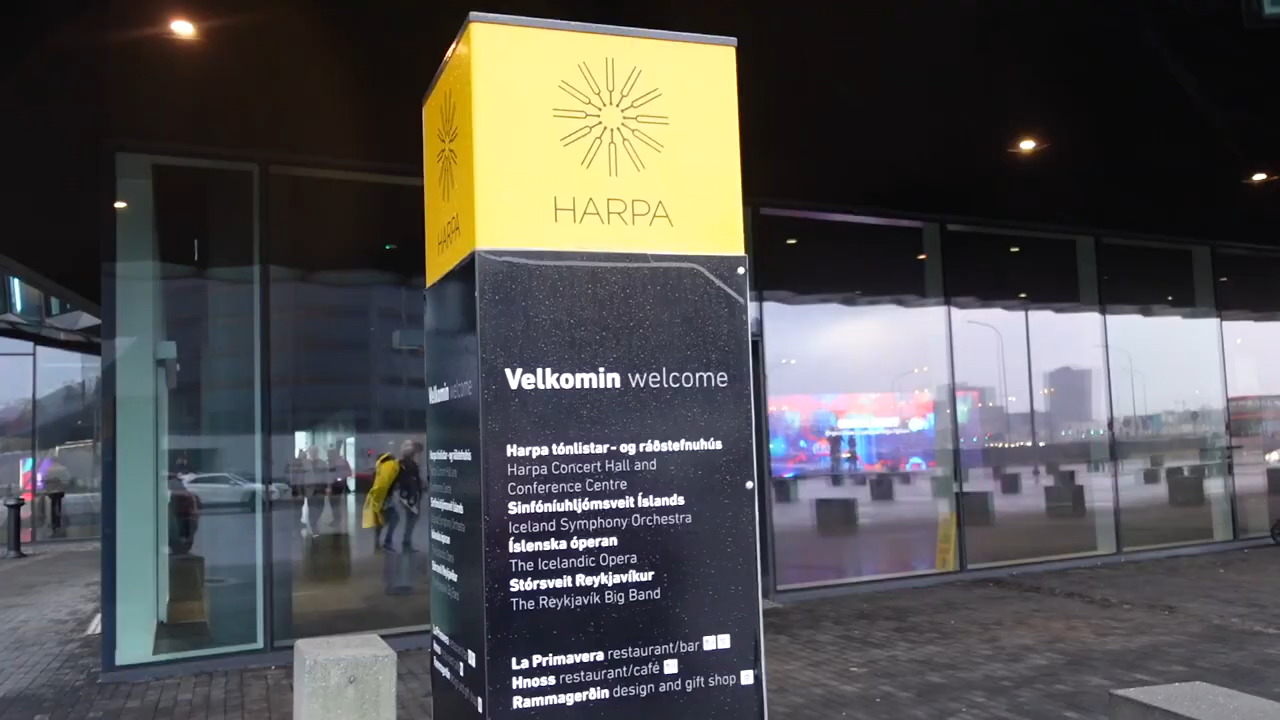 HARPA
HARPA
Velkomin welcome
Velkomin welcome
Harpa tónlistar- og ráðstefnuhús
Harpa Concert Hall and
Conference Centre
Sinfóníuhljómsveit Íslands
Iceland Symphony Orchestra
Íslenska óperan
The Icelandic Opera
Stórsveit Reykjavíkur
The Reykjavík Big Band
La Primavera restaurant/bar
Hnoss restaurant/café
Rammagerðin design and gift shop